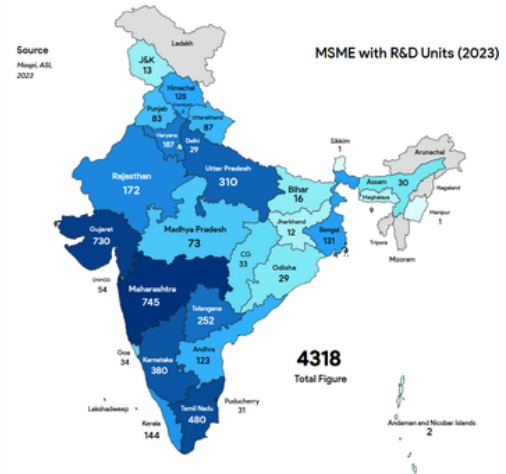 Source
Mospi, ASI,
2023
MSME with R&D Units (2023)
Ladakh
J&K
13
Himachal
128
Punjab
83
Uttarakhand
87
Haryana
187
Delhi
29
Rajasthan
172
Uttar Pradesh
310
Sikkim
1
Arunachal
Assam
30
Nagaland
Meghalaya
9
Manipur
1
Tripura
Mizoram
Bihar
16
Jharkhand
12
Bengal
131
Gujarat
730
Madhya Pradesh
73
CG
33
Odisha
29
54
Maharashtra
745
Telangana
252
Goa
34
Karnataka
380
Andhra
123
4318
Total Figure
Lakshadweep
Kerala
144
Tamil Nadu
480
Puducherry
31
Andaman and Nicobar Islands
2